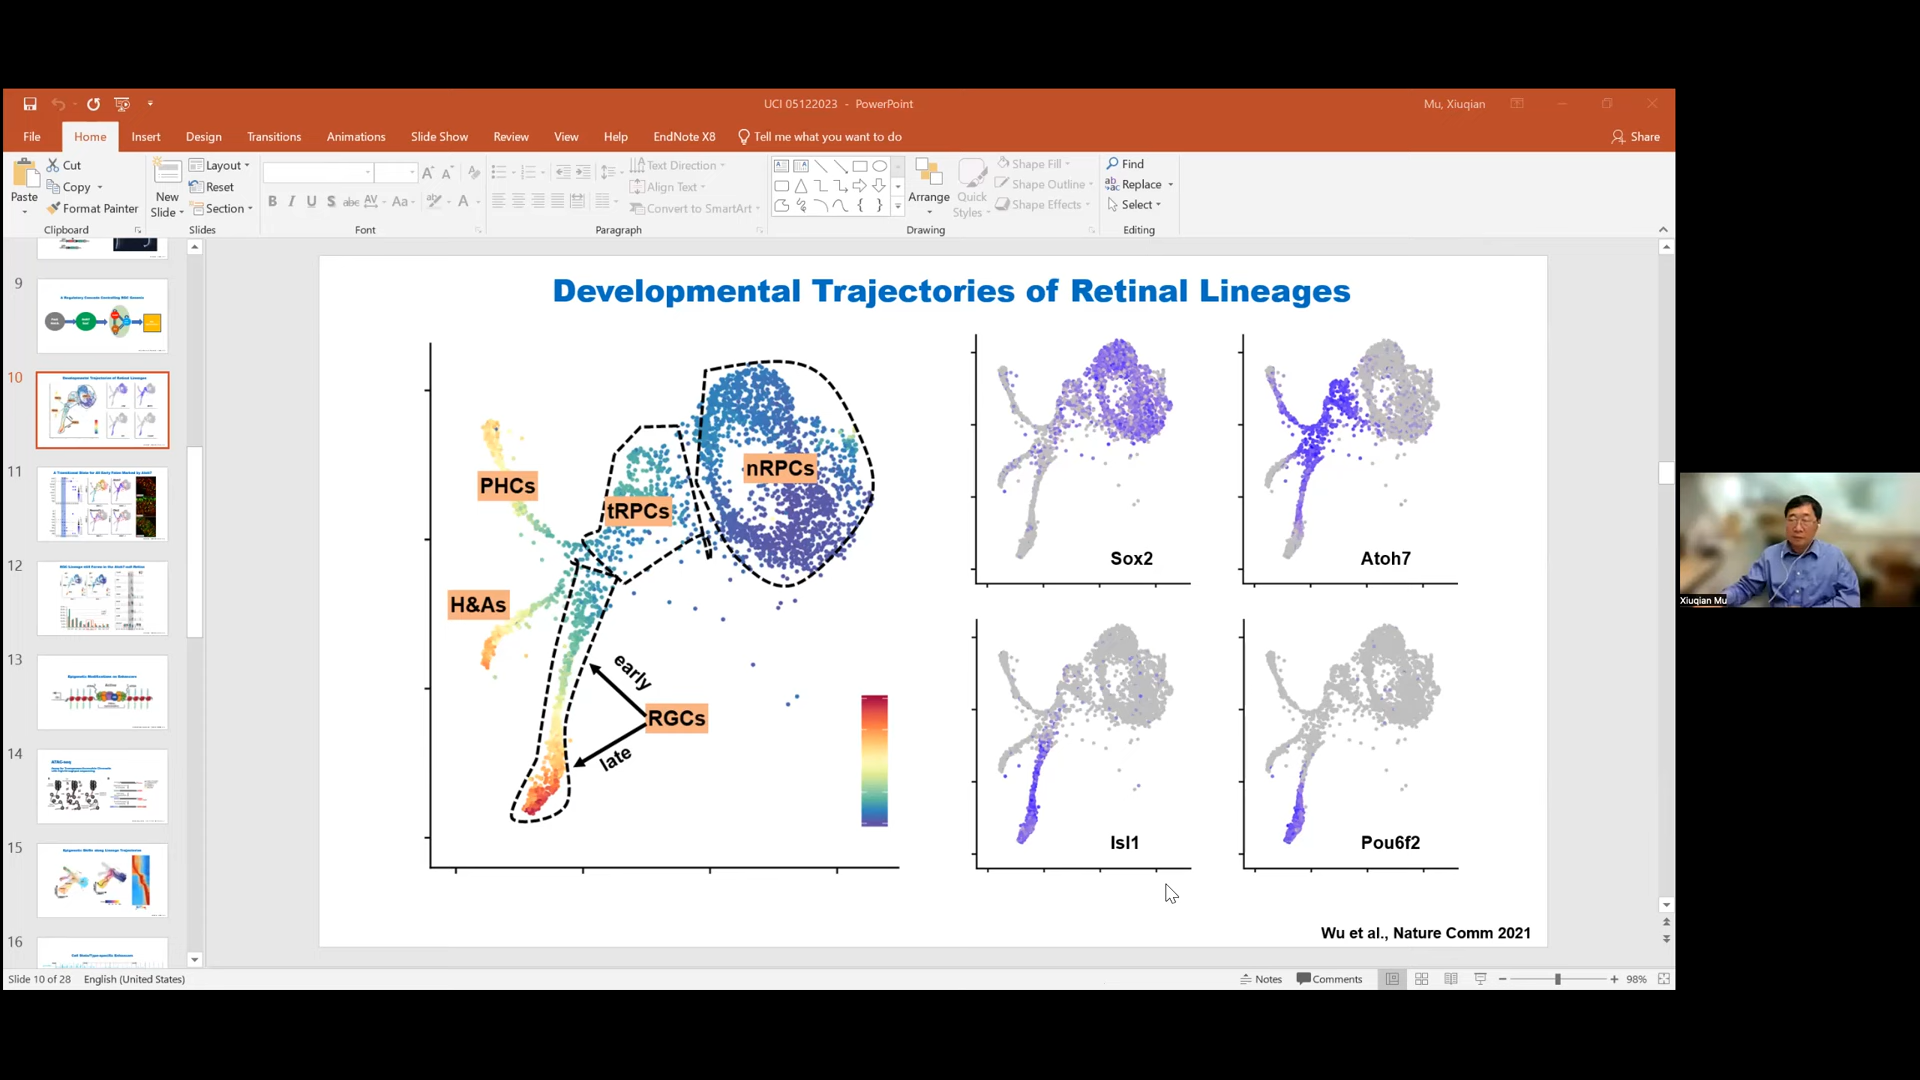 UCI 05122023 - PowerPoint
Mu, Xiuqian
File Home Insert Design Transitions Animations Slide Show Review View Help EndNote X8 Tell me what you want to do Share
Paste
Cut
Copy
Format Painter
Clipboard
New
Slide
Layout
Reset
Section
Slides
Font
Text Direction
Align Text
Convert to SmartArt
Paragraph
Arrange
Quick
Styles
Shape Fill
Shape Outline
Shape Effects
Drawing
Find
Replace
Select
Editing
9
10
11
12
13
14
15
16
Developmental Trajectories of Retinal Lineages
PHCs
tRPCs
nRPCs
H&As
early
RGCs
late
Sox2
Atoh7
Isl1
Pou6f2
Wu et al., Nature Comm 2021
Xiuqian Mu
Slide 10 of 28 English (United States)
Notes Comments 98%